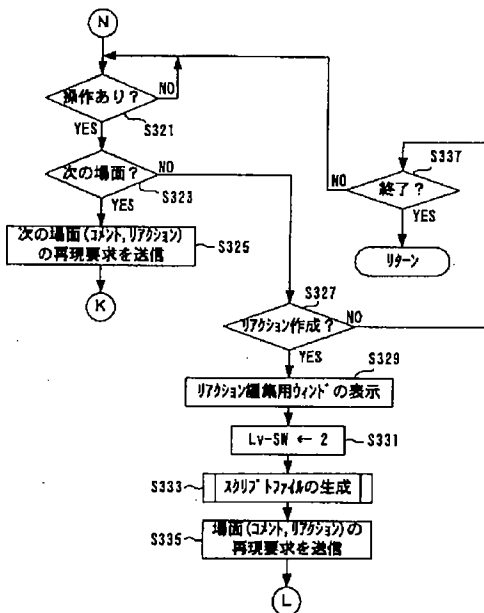 N
操作あり？
NO
YES
S321
次の場面？
NO
YES
S323
次の場面(コメント,リアクション)
の再現要求を送信
S325
K
S337
終了？
NO
YES
リターン
S327
リアクション作成？
NO
YES
S329
リアクション編集用ウィンドウの表示
Lv-SW ← 2
S331
S333
スクリプトファイルの生成
S335
場面(コメント,リアクション)の
再現要求を送信
L